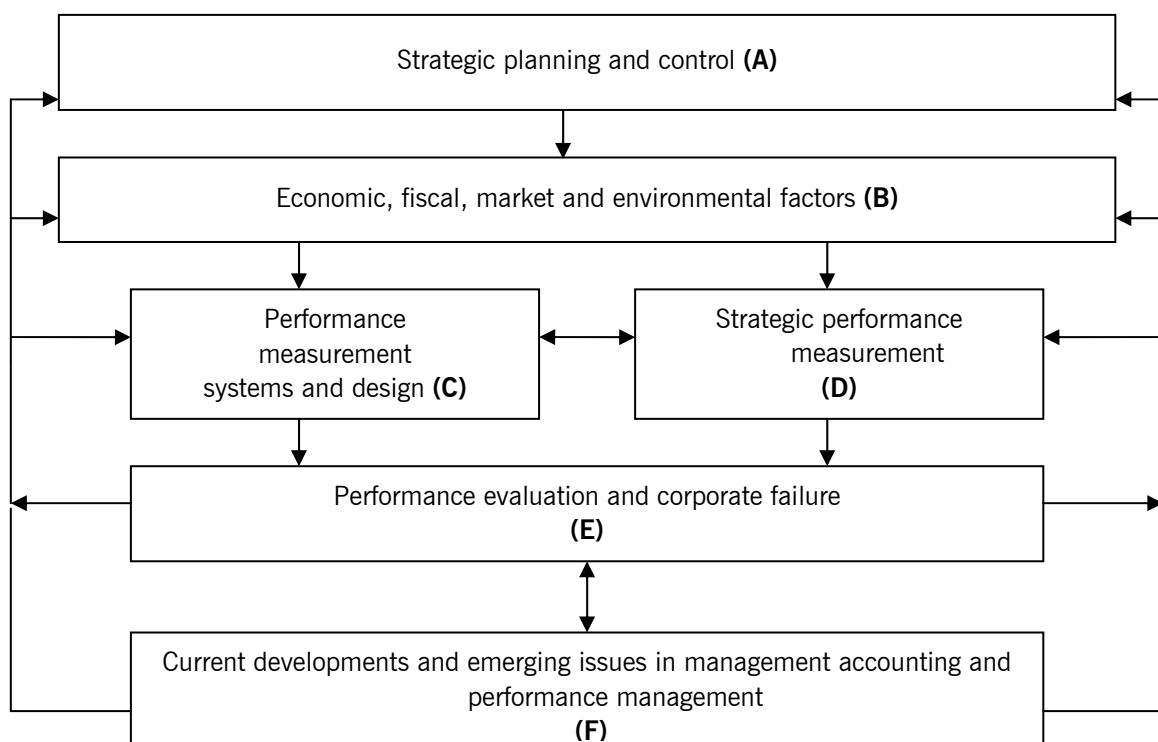 Strategic planning and control (A)
Economic, fiscal, market and environmental factors (B)
Performance
measurement
systems and design (C)
Strategic performance
measurement
(D)
Performance evaluation and corporate failure
(E)
Current developments and emerging issues in management accounting and
performance management
(F)